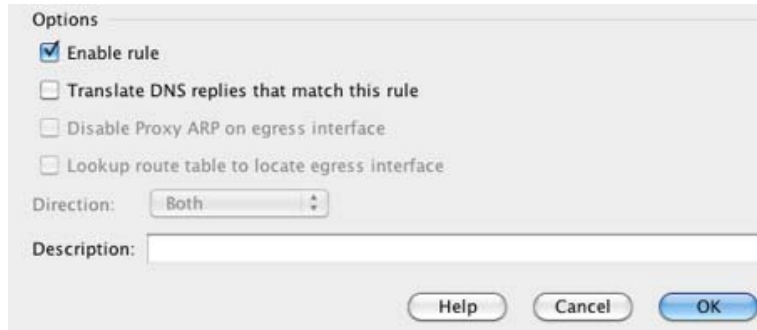 Options
Enable rule
Translate DNS replies that match this rule
Disable Proxy ARP on egress interface
Lookup route table to locate egress interface
Direction: Both
Description:
Help Cancel OK